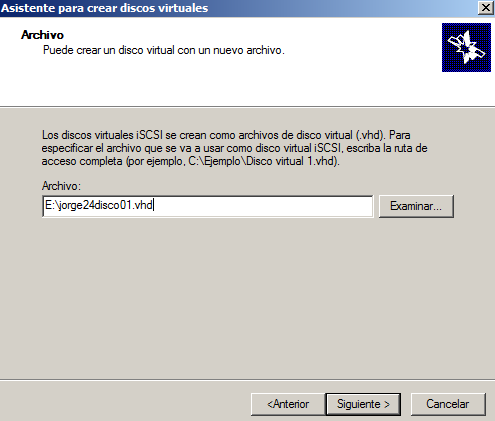 Asistente para crear discos virtuales
Archivo
Puede crear un disco virtual con un nuevo archivo.
Los discos virtuales iSCSI se crean como archivos de disco virtual (.vhd). Para
especificar el archivo que se va a usar como disco virtual iSCSI, escriba la ruta de
acceso completa (por ejemplo, C:\Ejemplo\Disco virtual 1.vhd).
Archivo:
E:\jorge24disco01.vhd
Examinar...
<Anterior
Siguiente >
Cancelar